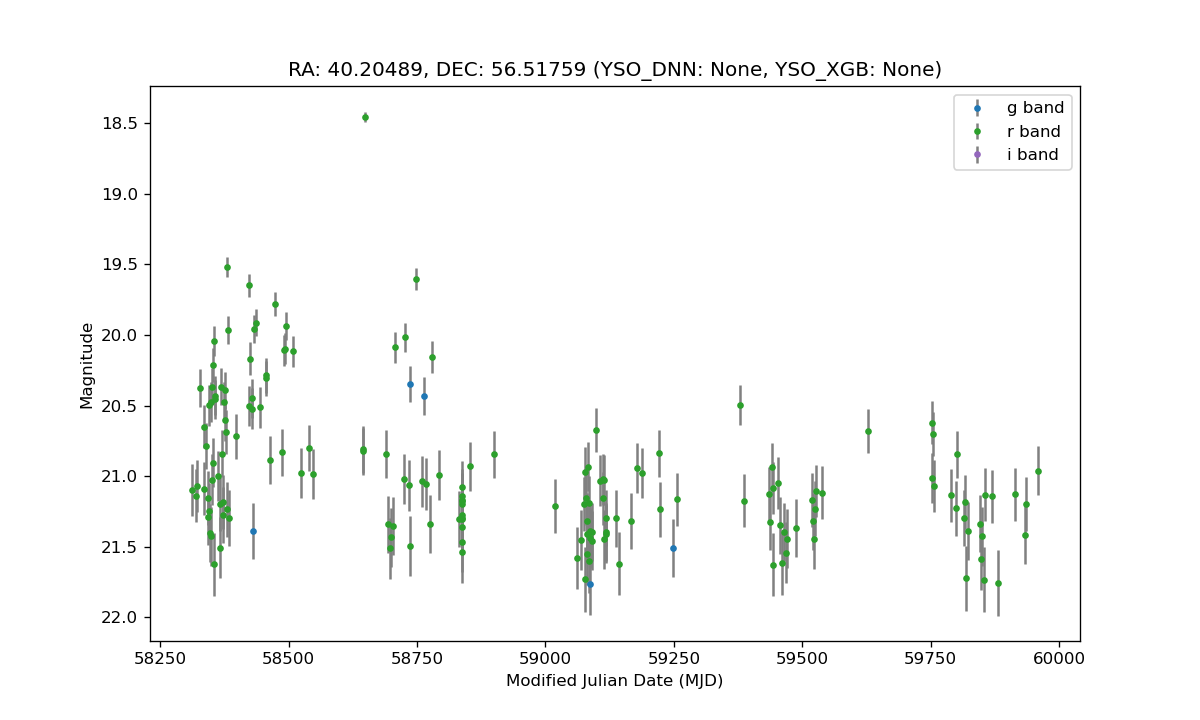 RA: 40.20489, DEC: 56.51759 (YSO_DNN: None, YSO_XGB: None)
g band
r band
i band
Magnitude
18.5
19.0
19.5
20.0
20.5
21.0
21.5
22.0
58250 58500 58750 59000 59250 59500 59750 60000
Modified Julian Date (MJD)